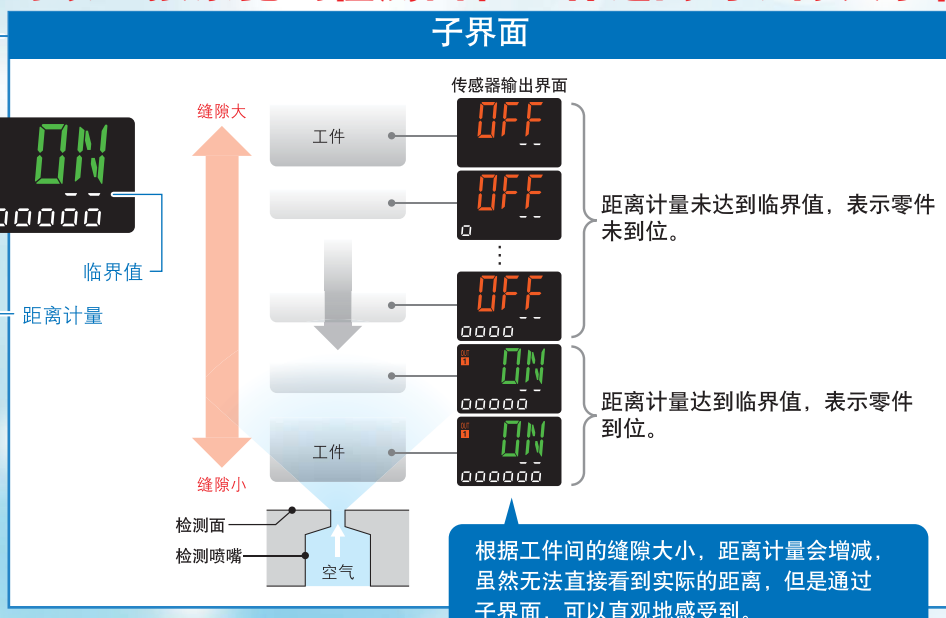 子界面
传感器输出界面
缝隙大
工件
OFF
-- 
ON
--
00000
临界值
距离计量
OFF
--
0
距离计量未达到临界值，表示零件
未到位。
OFF
--
0000
OUT
1
ON
--
00000
距离计量达到临界值，表示零件
到位。
OUT
1
ON
--
000000
工件
缝隙小
检测面
检测喷嘴
空气
根据工件间的缝隙大小，距离计量会增减，
虽然无法直接看到实际的距离，但是通过
子界面，可以直观地感受到。